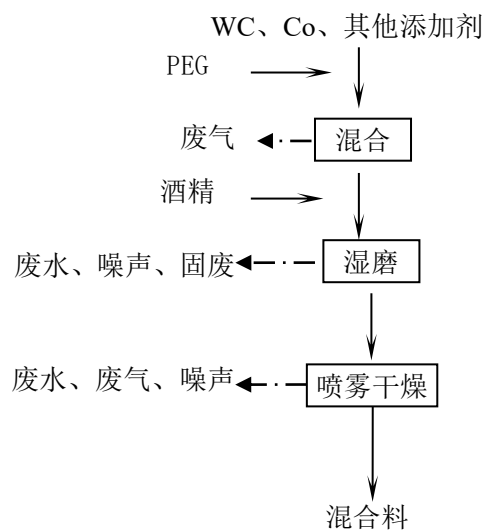 WC、Co、其他添加剂
PEG
废气
混合
酒精
废水、噪声、固废
湿磨
废水、废气、噪声
喷雾干燥
混合料